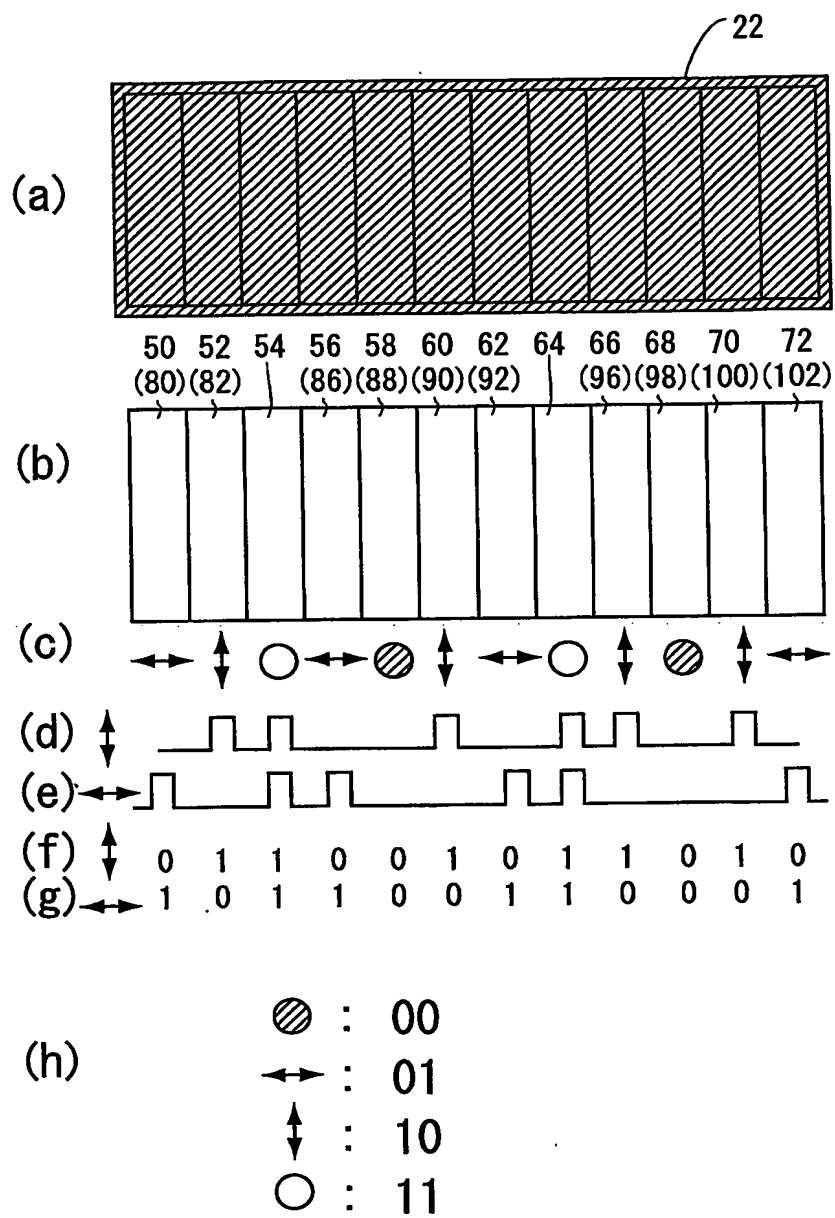 22
(a)
50 52 54 56 58 60 62 64 66 68 70 72
(80) (82) (86) (88) (90) (92) (96) (98) (100) (102)
(b)
(c)
(d)
(e)
(f) 0 1 1 0 0 1 0 1 1 0 1 0
(g) 1 0 1 1 0 0 1 1 0 0 0 1
(h)
: 00
: 01
: 10
: 11